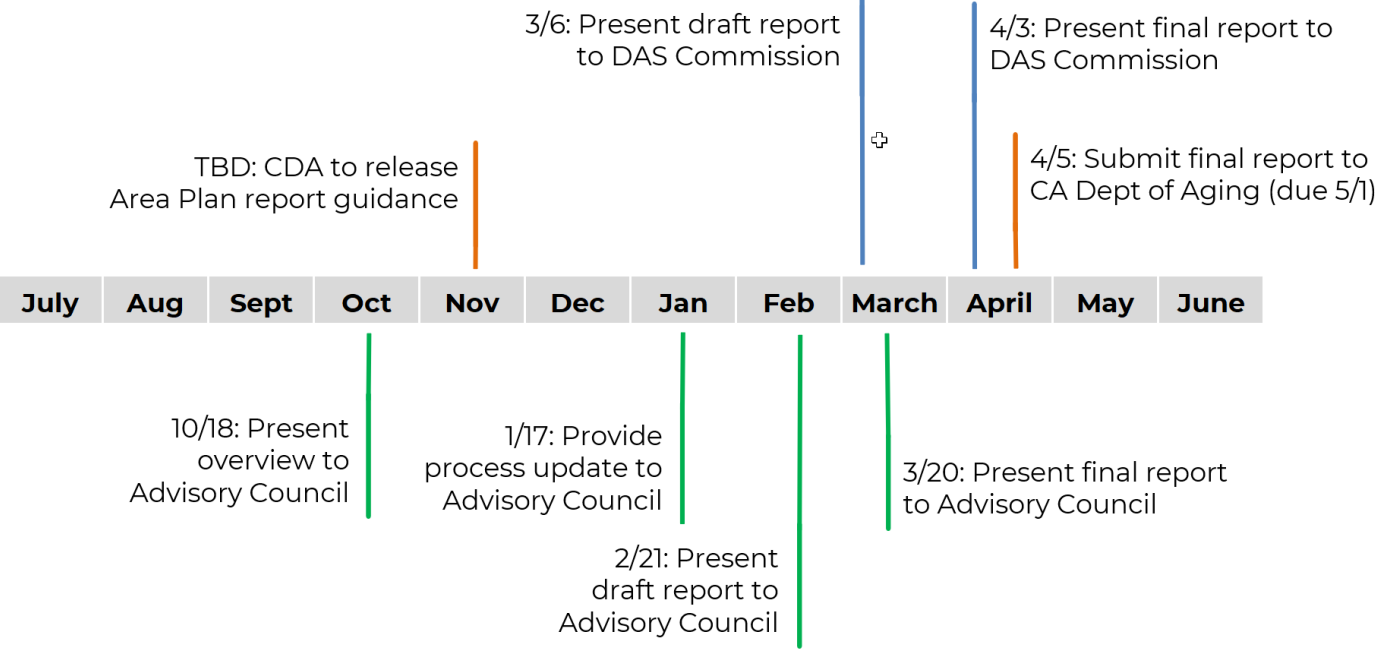 3/6: Present draft report
to DAS Commission
4/3: Present final report to
DAS Commission
TBD: CDA to release
Area Plan report guidance
4/5: Submit final report to
CA Dept of Aging (due 5/1)
July Aug Sept Oct Nov Dec Jan Feb March April May June
10/18: Present
overview to
Advisory Council
1/17: Provide
process update to
Advisory Council
2/21: Present
draft report to
Advisory Council
3/20: Present final report
to Advisory Council